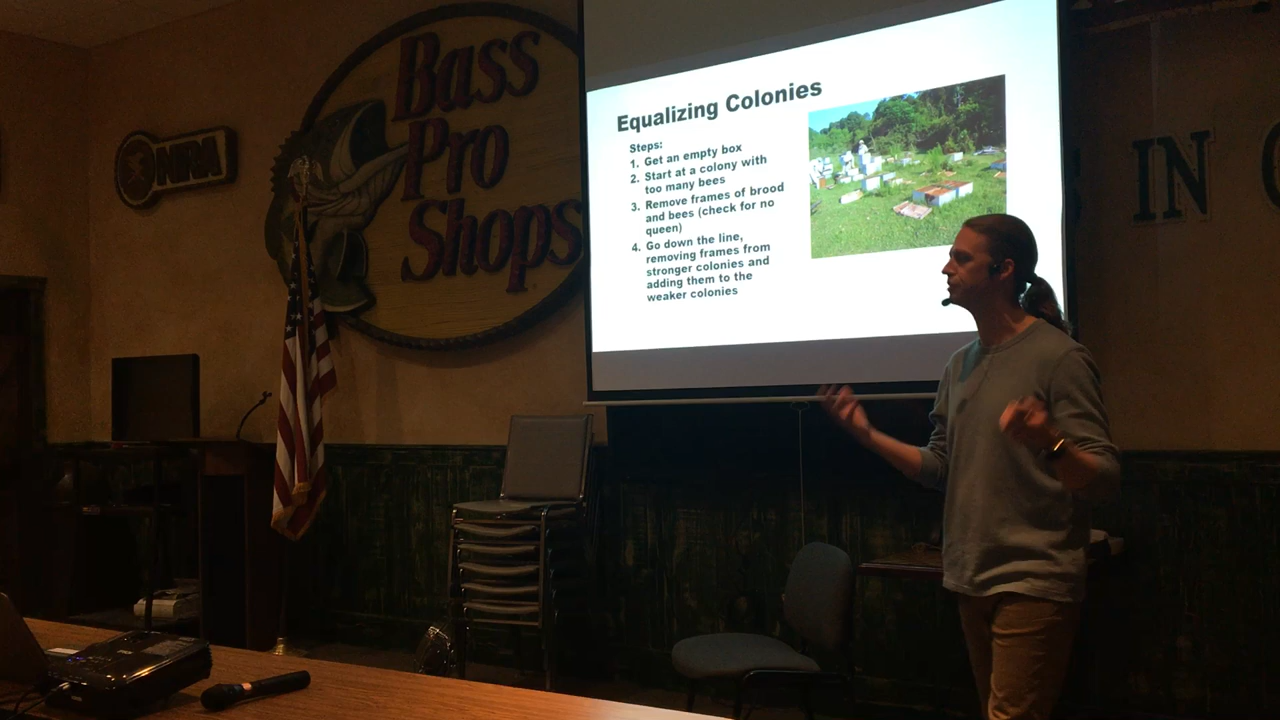 NRA
Bass
Pro
Shops
Equalizing Colonies
Steps:
1. Get an empty box
2. Start at a colony with
too many bees
3. Remove frames of brood
and bees (check for no
queen)
4. Go down the line,
removing frames from
stronger colonies and
adding them to the
weaker colonies
IN